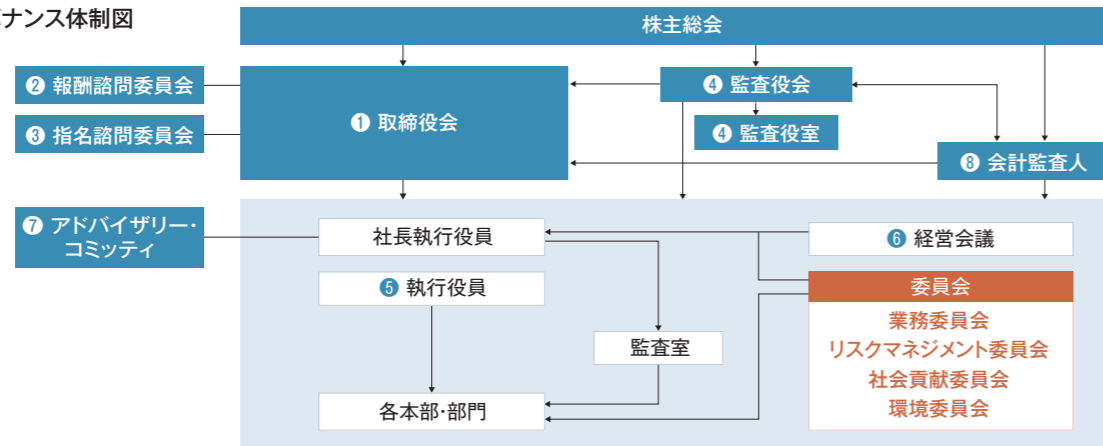 ナンス体制図
株主総会
❷ 報酬諮問委員会
❸ 指名諮問委員会
❶ 取締役会
❹ 監査役会
❹ 監査役室
❽ 会計監査人
❼ アドバイザリー・
コミッティ
社長執行役員
❻ 経営会議
❺ 執行役員
委員会
業務委員会
リスクマネジメント委員会
社会貢献委員会
環境委員会
監査室
各本部・部門